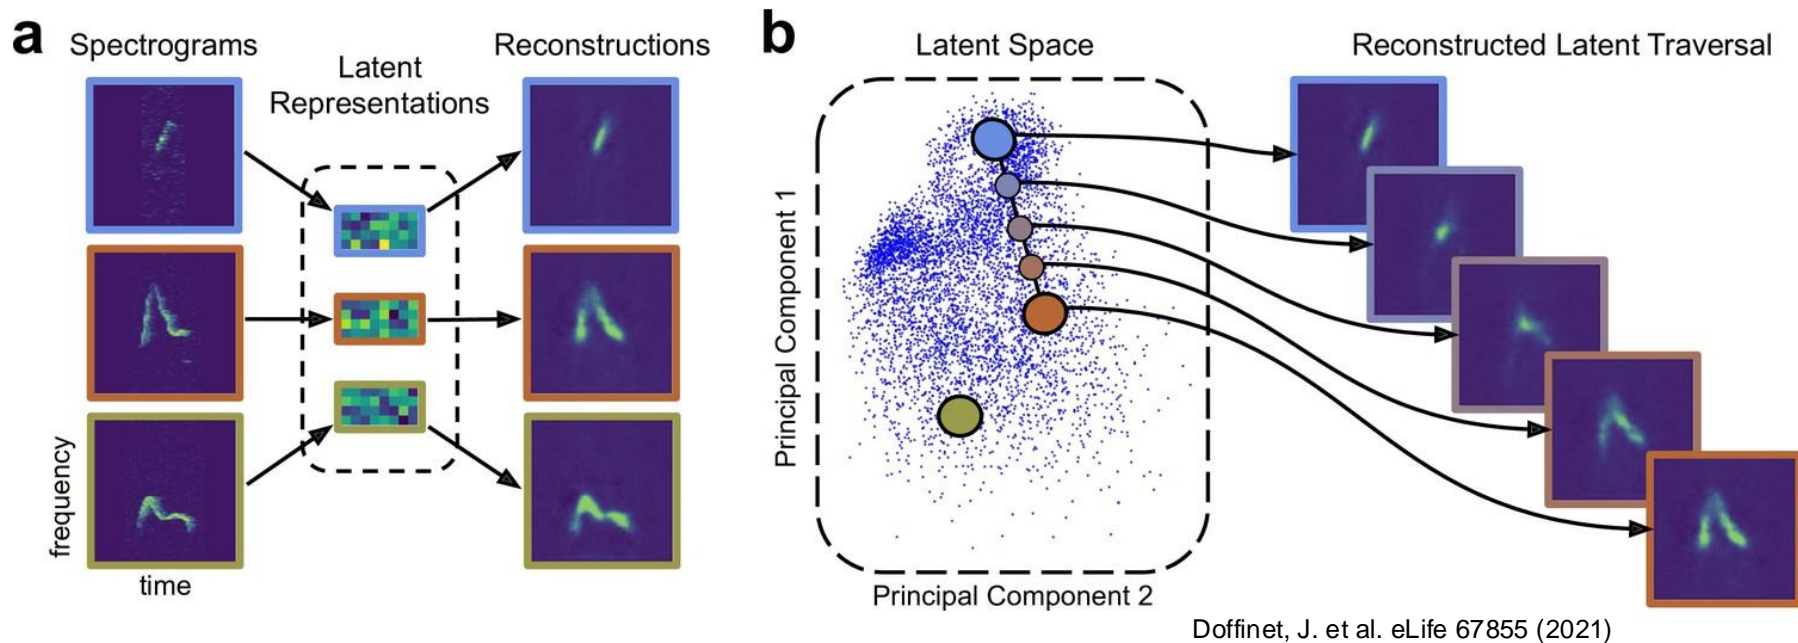 a
Spectrograms
Latent
Representations
Reconstructions
frequency
time
b
Latent Space
Reconstructed Latent Traversal
Principal Component 1
Principal Component 2
Doffinet, J. et al. eLife 67855 (2021)